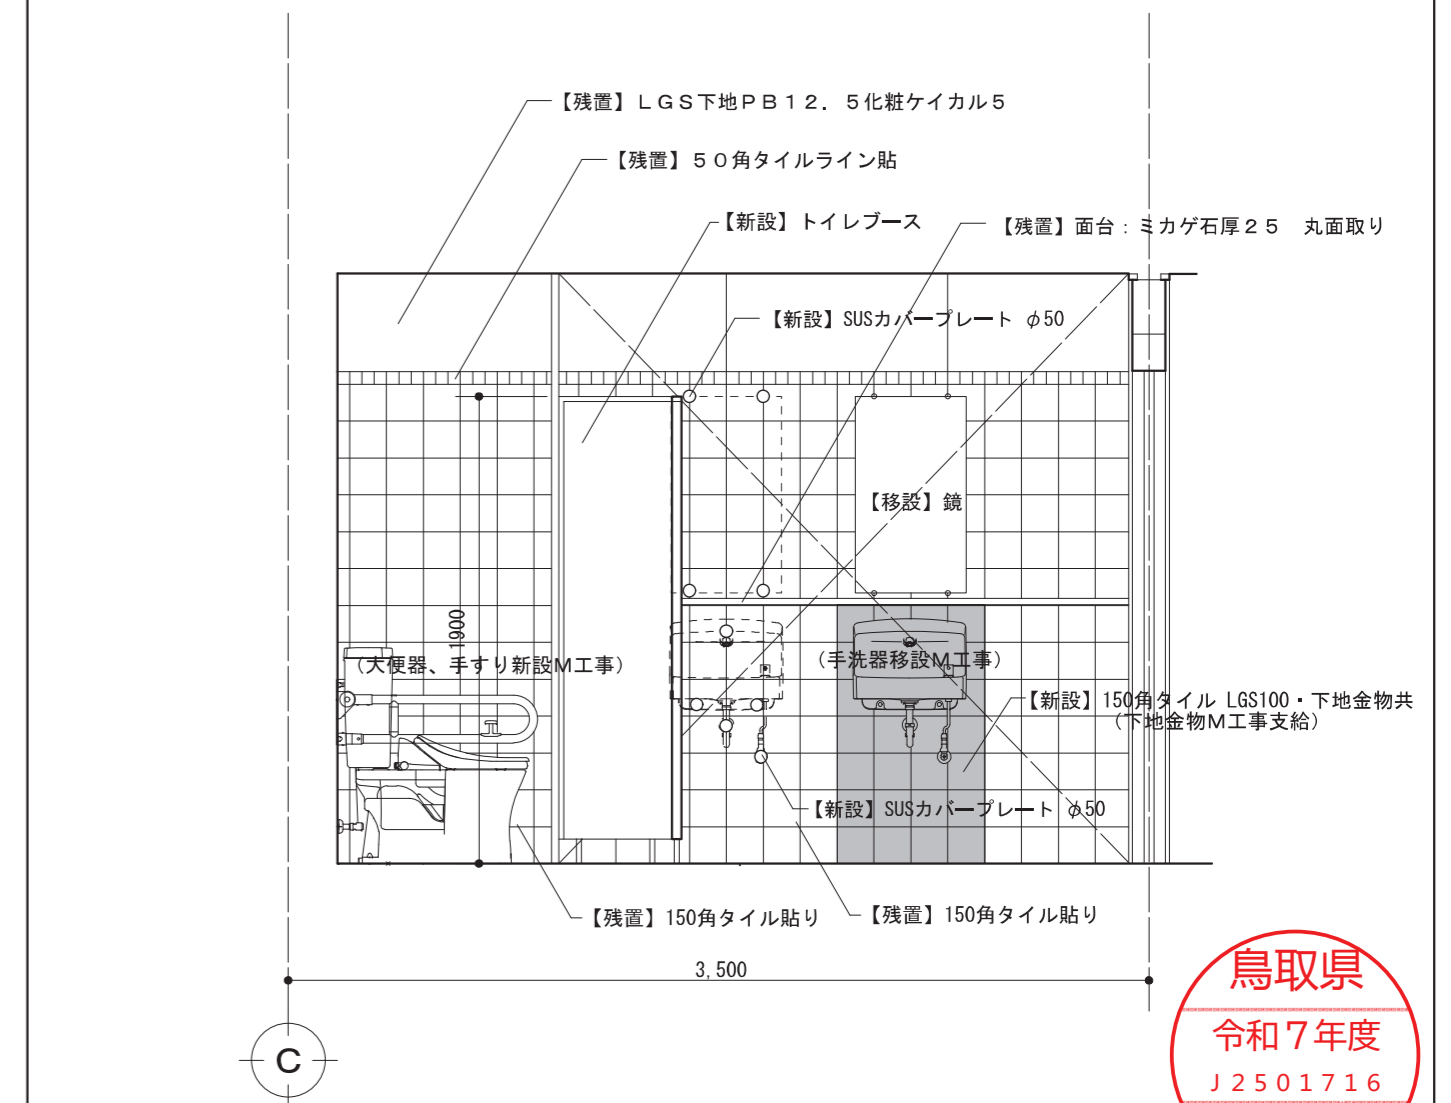 【残置】ＬＧＳ下地ＰＢ１２．５化粧ケイカル５
【残置】５０角タイルライン貼
【新設】トイレブース
【残置】面台：ミカゲ石厚２５　丸面取り
【新設】SUSカバープレート φ50
【移設】鏡
1900
（大便器、手すり新設M工事）
（手洗器移設M工事）
【新設】150角タイル LGS100・下地金物共
（下地金物M工事支給）
【新設】SUSカバープレート φ50
【残置】150角タイル貼り
【残置】150角タイル貼り
3,500
C
鳥取県
令和７年度
Ｊ２５０１７１６